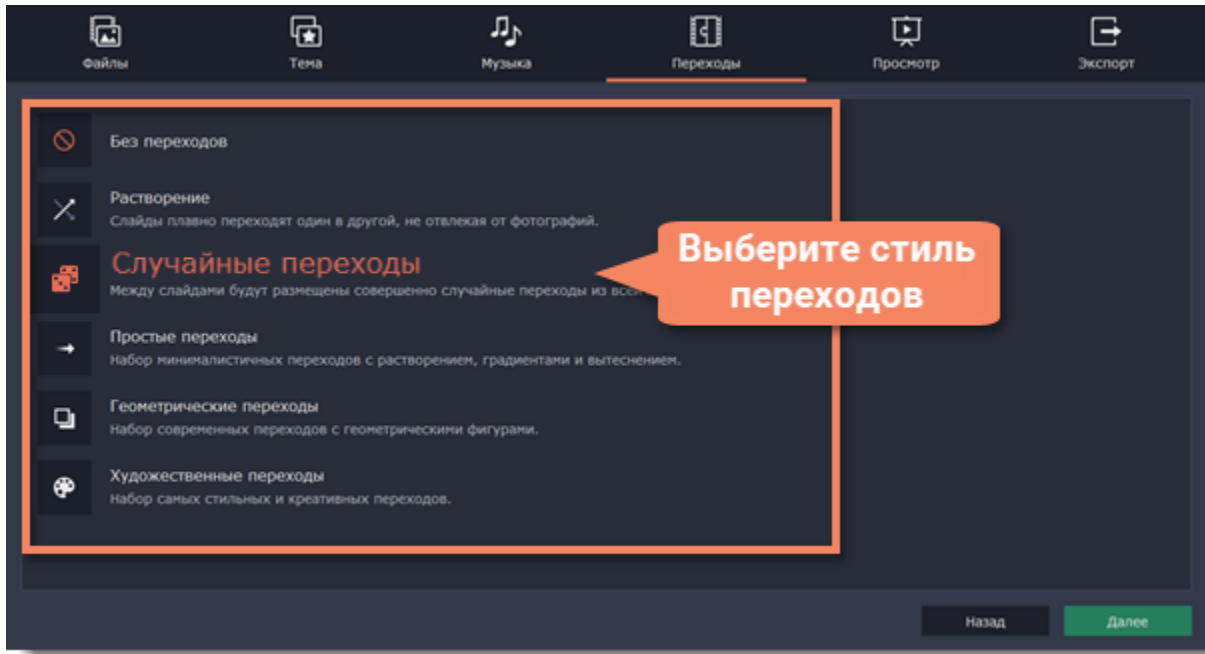 Файлы
Тема
Музыка
Переходы
Просмотр
Экспорт
Без переходов
Растворение
Слайды плавно переходят один в другой, не отвлекая от фотографий.
Случайные переходы
Между слайдами будут размещены совершенно случайные переходы из всей
Выберите стиль
переходов
Простые переходы
Набор минималистичных переходов с растворением, градиентами и вытеснением.
Геометрические переходы
Набор современных переходов с геометрическими фигурами.
Художественные переходы
Набор самых стильных и креативных переходов.
Назад
Далее